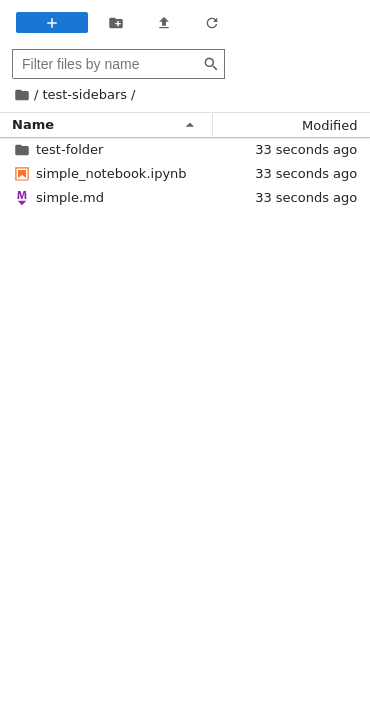 Filter files by name
/ test-sidebars /
Name Modified
test-folder 33 seconds ago
simple_notebook.ipynb 33 seconds ago
M simple.md 33 seconds ago